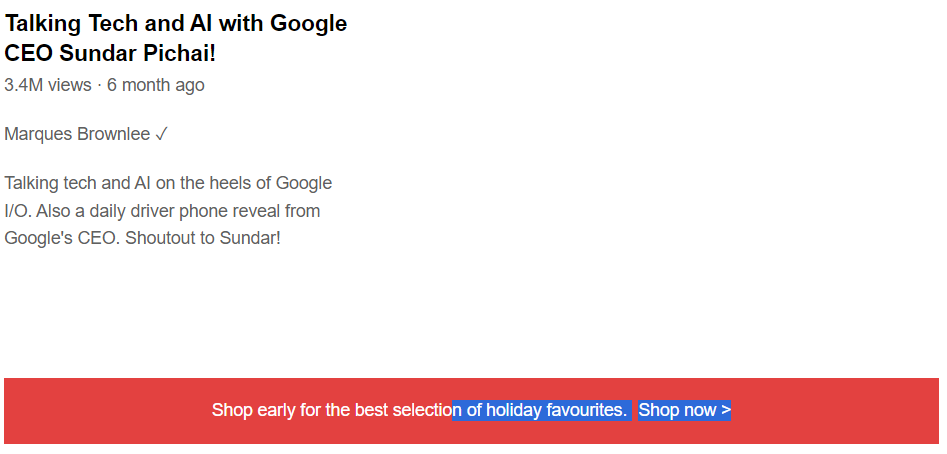 Talking Tech and AI with Google
CEO Sundar Pichai!
3.4M views · 6 month ago
Marques Brownlee ✓
Talking tech and AI on the heels of Google
I/O. Also a daily driver phone reveal from
Google's CEO. Shoutout to Sundar!
Shop early for the best selection of holiday favourites. Shop now >